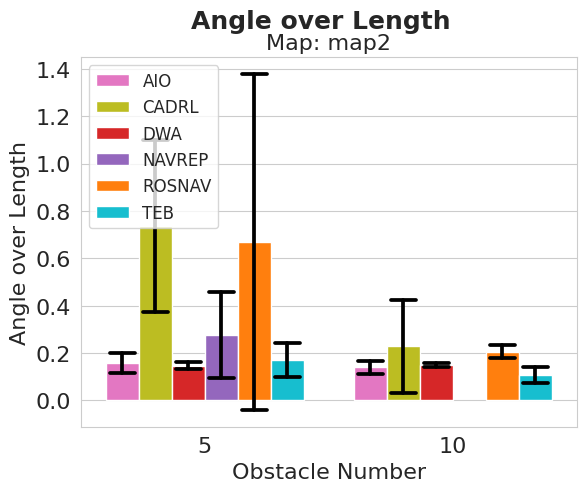 Angle over Length
Map: map2
1.4
1.2
1.0
0.8
0.6
0.4
0.2
0.0
Angle over Length
AIO
CADRL
DWA
NAVREP
ROSNAV
TEB
5
10
Obstacle Number